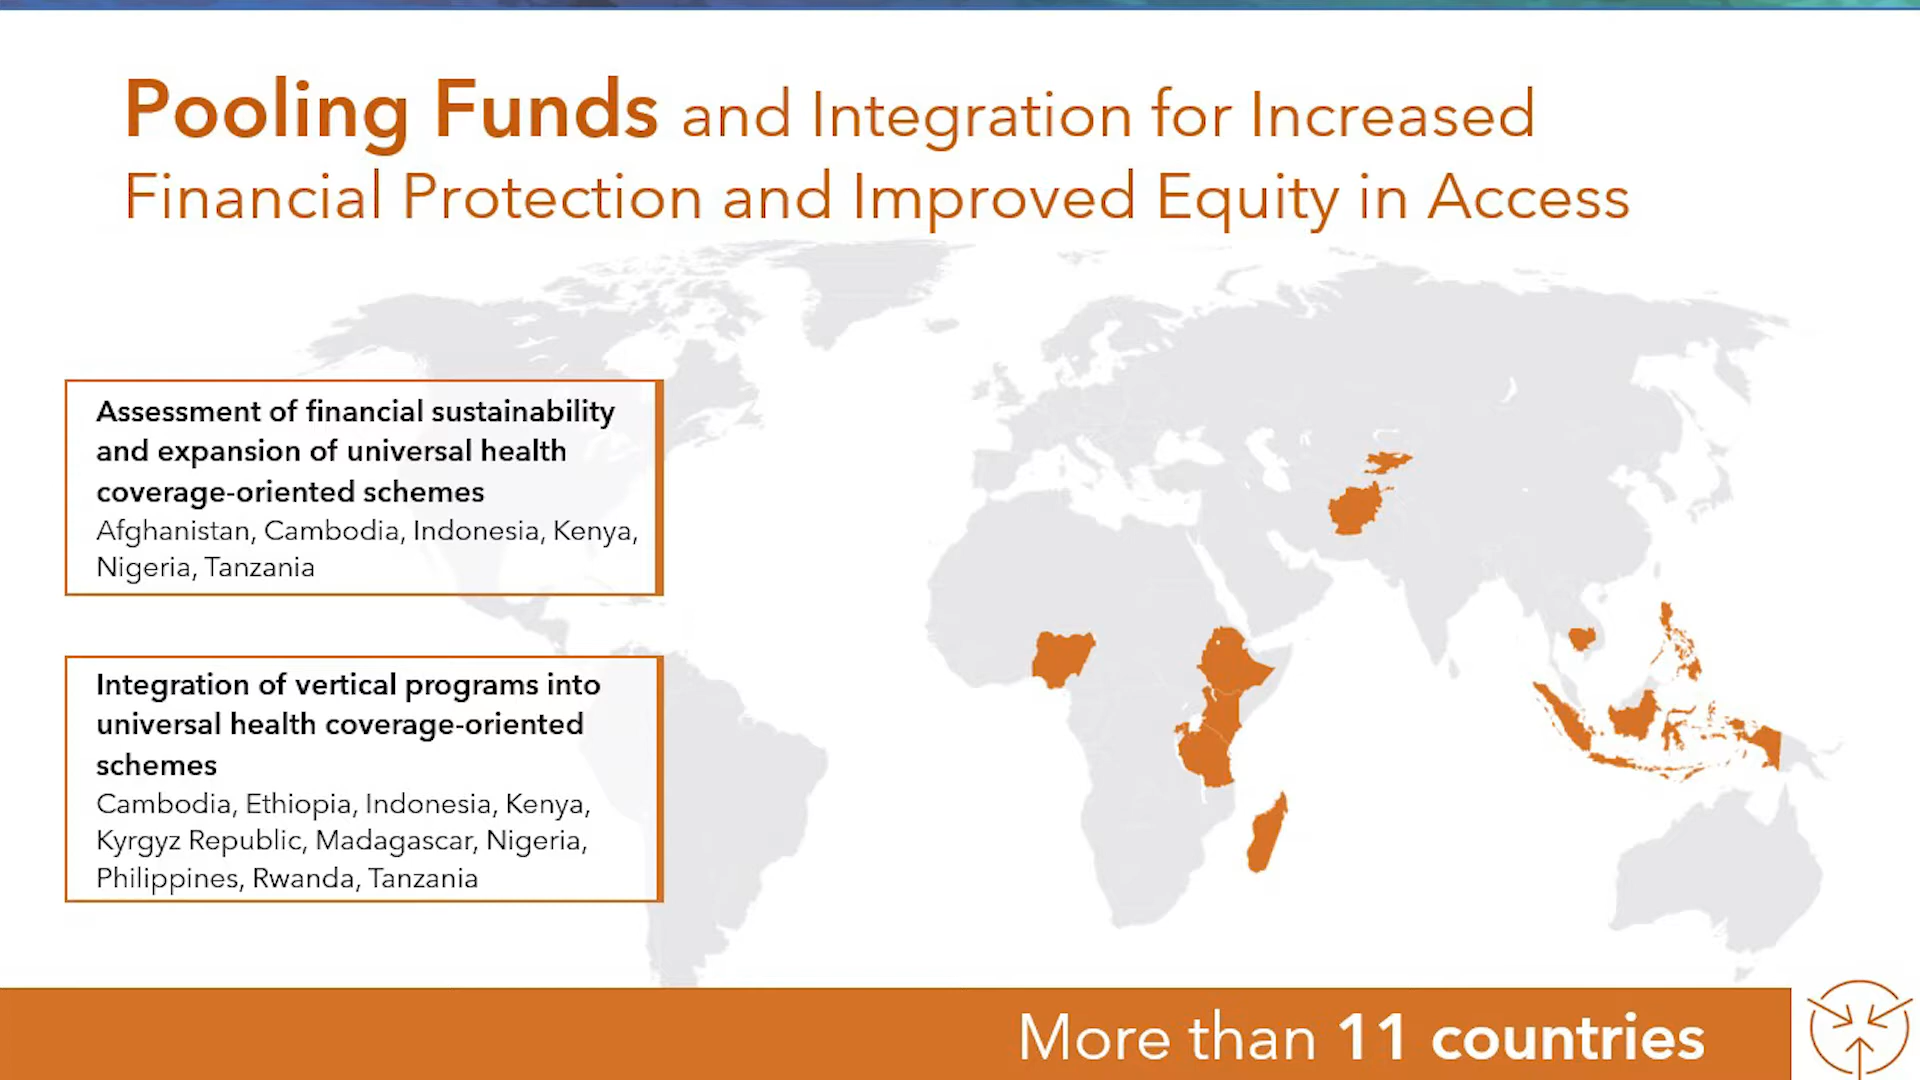 Pooling Funds and Integration for Increased
Financial Protection and Improved Equity in Access
Assessment of financial sustainability
and expansion of universal health
coverage-oriented schemes
Afghanistan, Cambodia, Indonesia, Kenya,
Nigeria, Tanzania
Integration of vertical programs into
universal health coverage-oriented
schemes
Cambodia, Ethiopia, Indonesia, Kenya,
Kyrgyz Republic, Madagascar, Nigeria,
Philippines, Rwanda, Tanzania
More than 11 countries